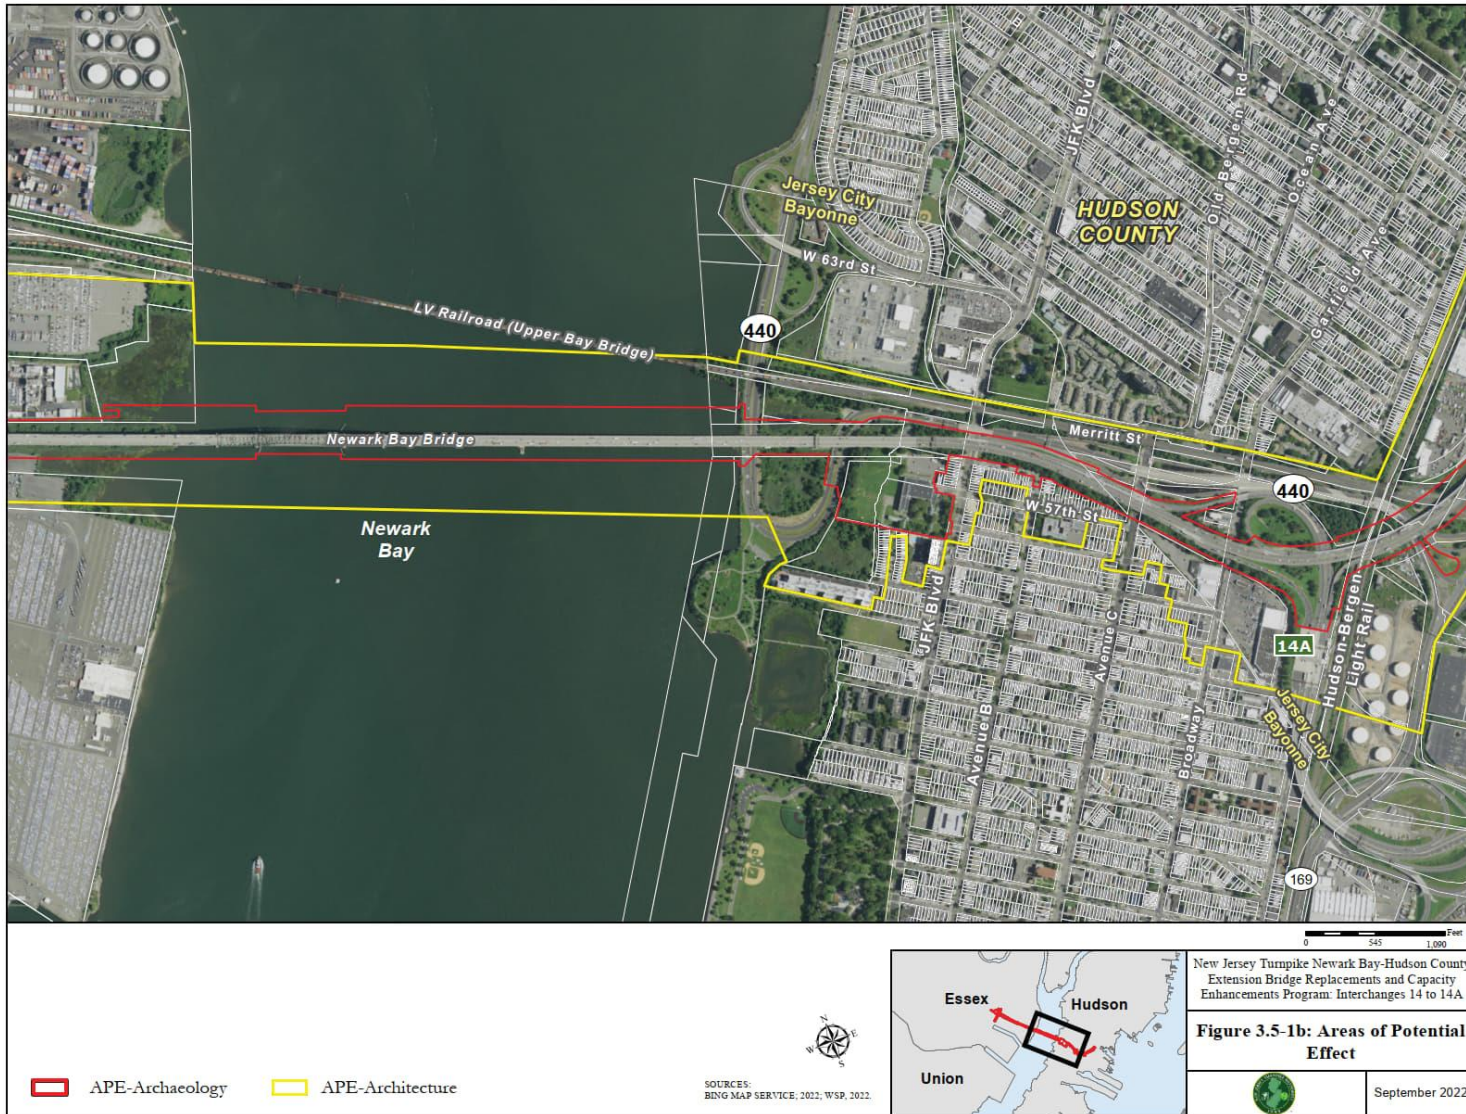 JFK Blvd
Old Bergen Rd
Ocean Ave
Jersey City
Bayonne
HUDSON
COUNTY
W 63rd St
Garfield Ave
LV Railroad (Upper Bay Bridge)
440
Newark Bay Bridge
Merritt St
440
W 57th St
Newark
Bay
JFK Blvd
Avenue C
Hudson-Bergen
Light Rail
14A
Avenue B
Broadway
Jersey City
Bayonne
169
Feet
0 545 1,090
New Jersey Turnpike Newark Bay-Hudson County
Extension Bridge Replacements and Capacity
Enhancements Program: Interchanges 14 to 14A
Essex
Hudson
Union
Figure 3.5-1b: Areas of Potential
Effect
N
E
W
S
APE-Archaeology
APE-Architecture
SOURCES:
BING MAP SERVICE; 2022; WSP, 2022.
September 2022